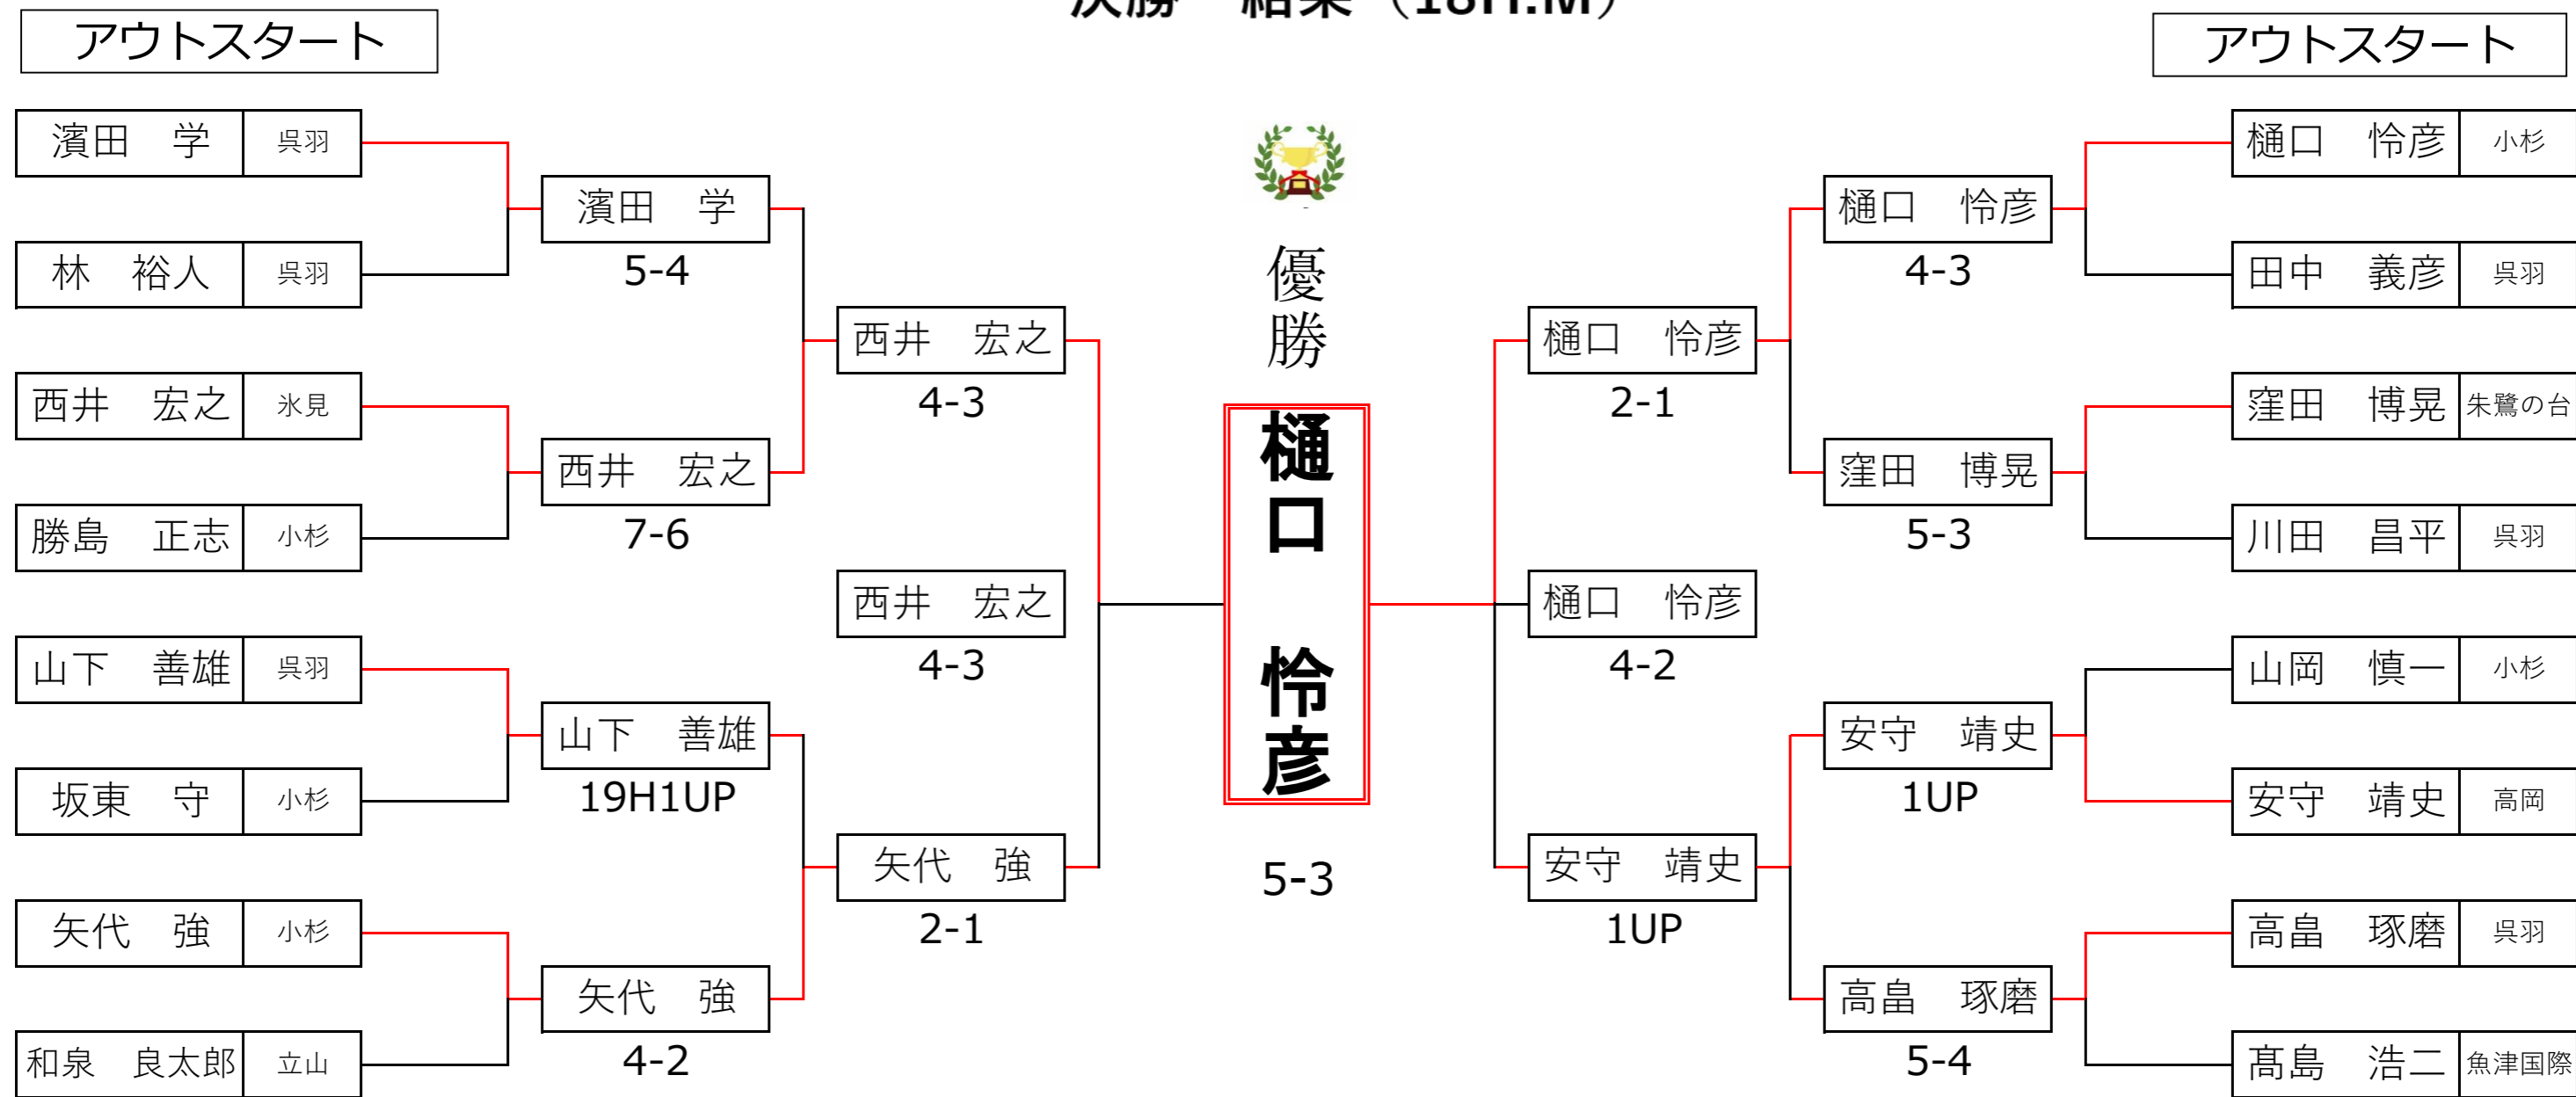 決勝　結果（18H.M）
アウトスタート
アウトスタート
濱田　学　呉羽
林　裕人　呉羽
西井　宏之　氷見
勝島　正志　小杉
山下　善雄　呉羽
坂東　守　小杉
矢代　強　小杉
和泉　良太郎　立山
濱田　学
5-4
西井　宏之
7-6
山下　善雄
19H1UP
矢代　強
4-2
西井　宏之
4-3
西井　宏之
4-3
矢代　強
2-1
優勝
樋口　怜彦
5-3
樋口　怜彦
2-1
樋口　怜彦
4-2
安守　靖史
1UP
樋口　怜彦
4-3
窪田　博晃
5-3
安守　靖史
1UP
高畠　琢磨
5-4
樋口　怜彦　小杉
田中　義彦　呉羽
窪田　博晃　朱鷺の台
川田　昌平　呉羽
山岡　慎一　小杉
安守　靖史　高岡
高畠　琢磨　呉羽
髙島　浩二　魚津国際